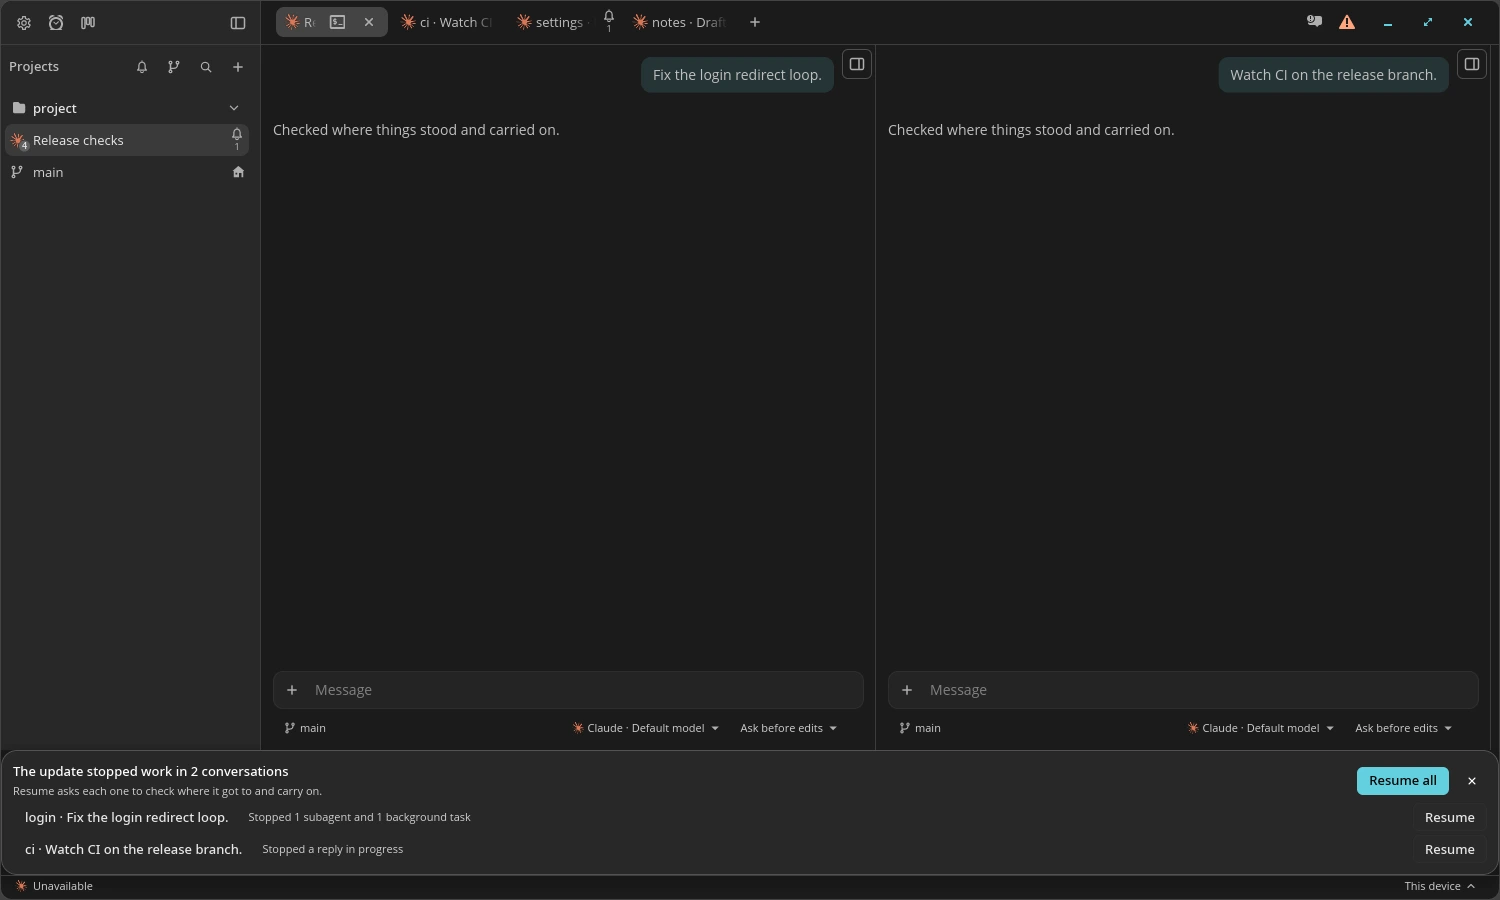 ci · Watch CI
settings ·
1
notes · Draft
Projects
project
4
Release checks
1
main
Fix the login redirect loop.
Checked where things stood and carried on.
Message
main
Claude · Default model
Ask before edits
Watch CI on the release branch.
Checked where things stood and carried on.
Message
main
Claude · Default model
Ask before edits
The update stopped work in 2 conversations
Resume asks each one to check where it got to and carry on.
Resume all
login · Fix the login redirect loop. Stopped 1 subagent and 1 background task
Resume
ci · Watch CI on the release branch. Stopped a reply in progress
Resume
Unavailable
This device